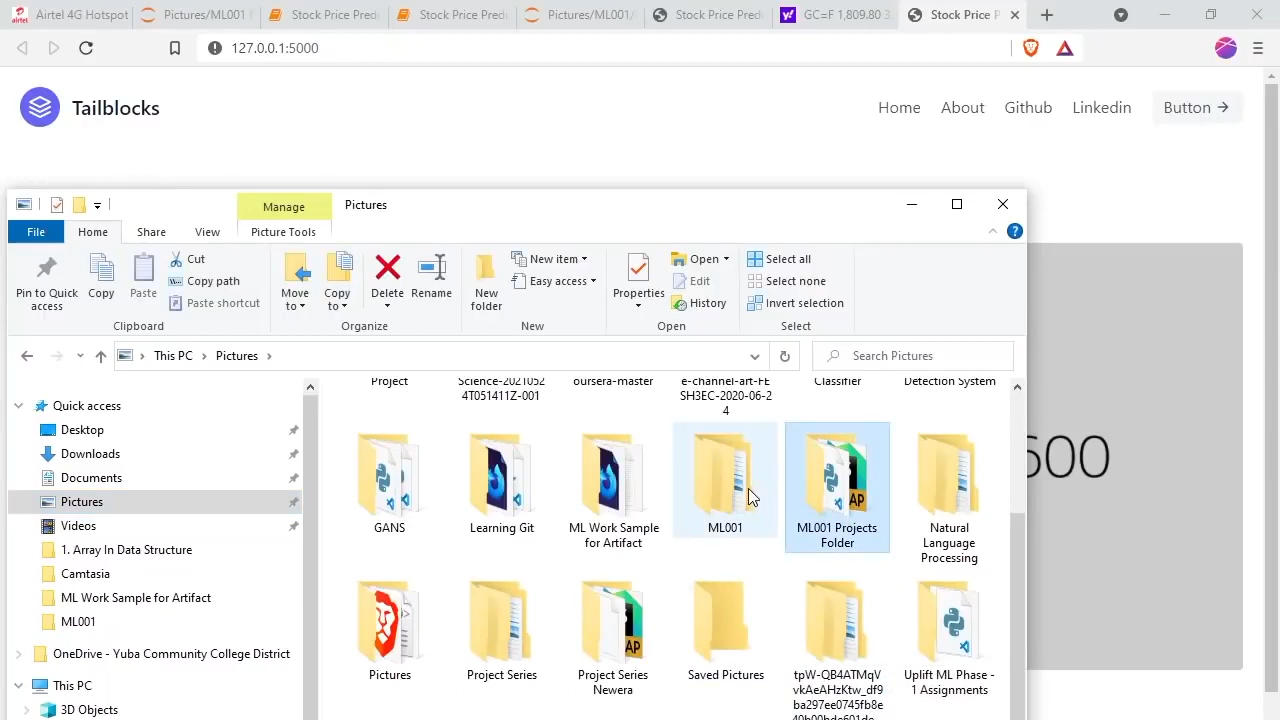 Airtel 4G Hotspot
Pictures/ML001
Stock Price Pred
Stock Price Pred
Pictures/ML001/
Stock Price Pred
GC=F 1,809.80 3.
Stock Price P
127.0.0.1:5000
Tailblocks
Home
About
Github
Linkedin
Button →
Manage
Pictures
File
Home
Share
View
Picture Tools
Pin to Quick access
Copy
Paste
Cut
Copy path
Paste shortcut
Move to
Copy to
Delete
Rename
New folder
New item
Easy access
Properties
Open
Edit
History
Select all
Select none
Invert selection
Clipboard
Organize
New
Open
Select
This PC > Pictures >
Search Pictures
Quick access
Desktop
Downloads
Documents
Pictures
Videos
1. Array In Data Structure
Camtasia
ML Work Sample for Artifact
ML001
OneDrive - Yuba Community College District
This PC
3D Objects
Project
Science-2021052
4T051411Z-001
oursera-master
e-channel-art-FE
SH3EC-2020-06-2
4
Classifier
Detection System
GANS
Learning Git
ML Work Sample
for Artifact
ML001
ML001 Projects
Folder
Natural
Language
Processing
Pictures
Project Series
Project Series
Newera
Saved Pictures
tpW-QB4ATMqV
vkAeAHzKtw_df9
ba297ee0745fb8e
Uplift ML Phase -
1 Assignments
600